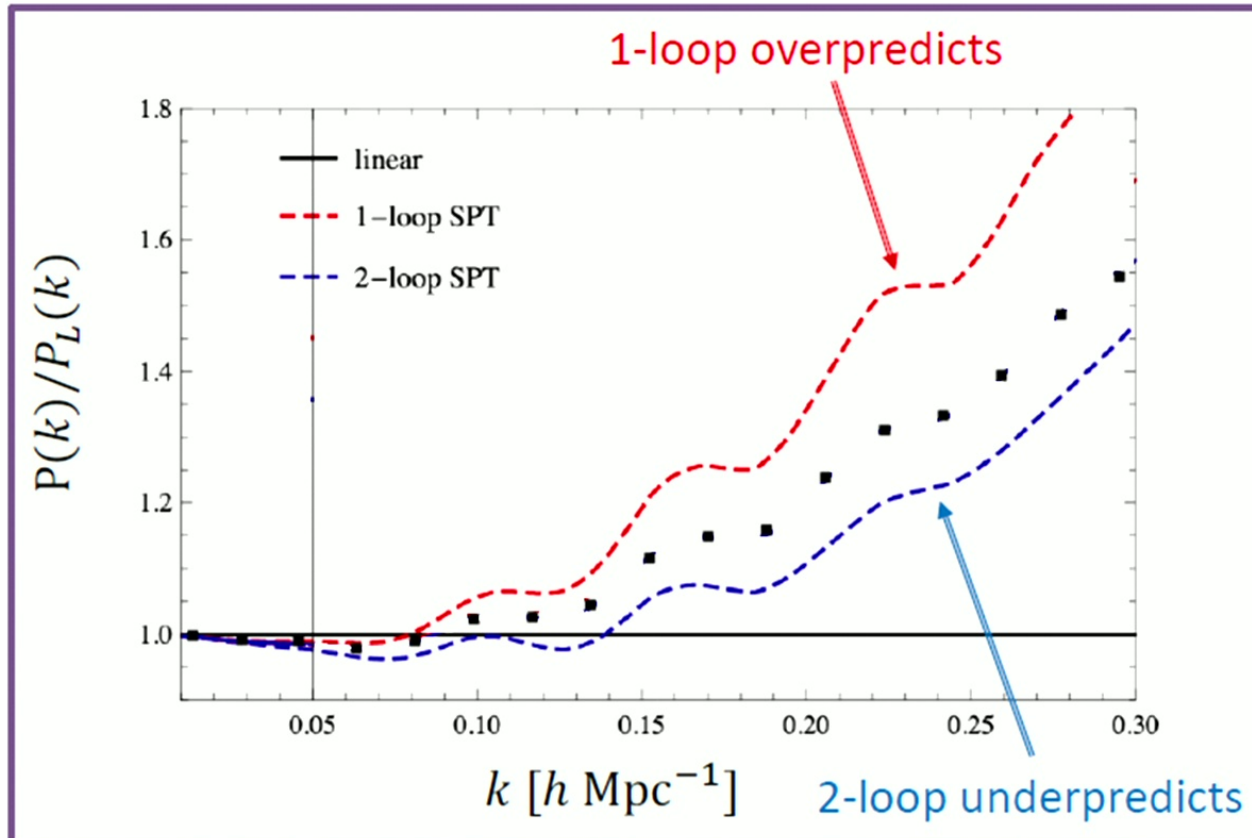 1-loop overpredicts
1.8
1.6
1.4
1.2
1.0
linear
1–loop SPT
2–loop SPT
P(k)/P_L(k)
0.05 0.10 0.15 0.20 0.25 0.30
k [h Mpc⁻¹]
2-loop underpredicts